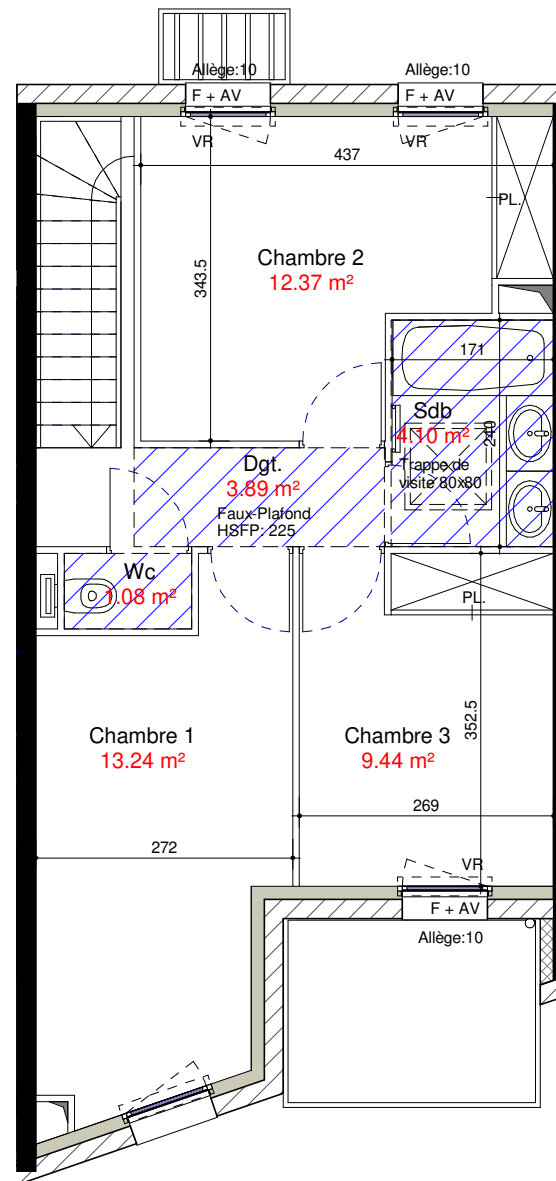 Allège:10
Allège:10
F + AV
F + AV
VR
VR
437
PL.
343.5
Chambre 2
12.37 m²
171
Sdb
4.10 m²
240
Trappe de
visite 80x80
Dgt.
3.89 m²
Faux-Plafond
HSFP: 225
Wc
1.08 m²
PL.
352.5
Chambre 1
13.24 m²
Chambre 3
9.44 m²
269
272
VR
F + AV
Allège:10